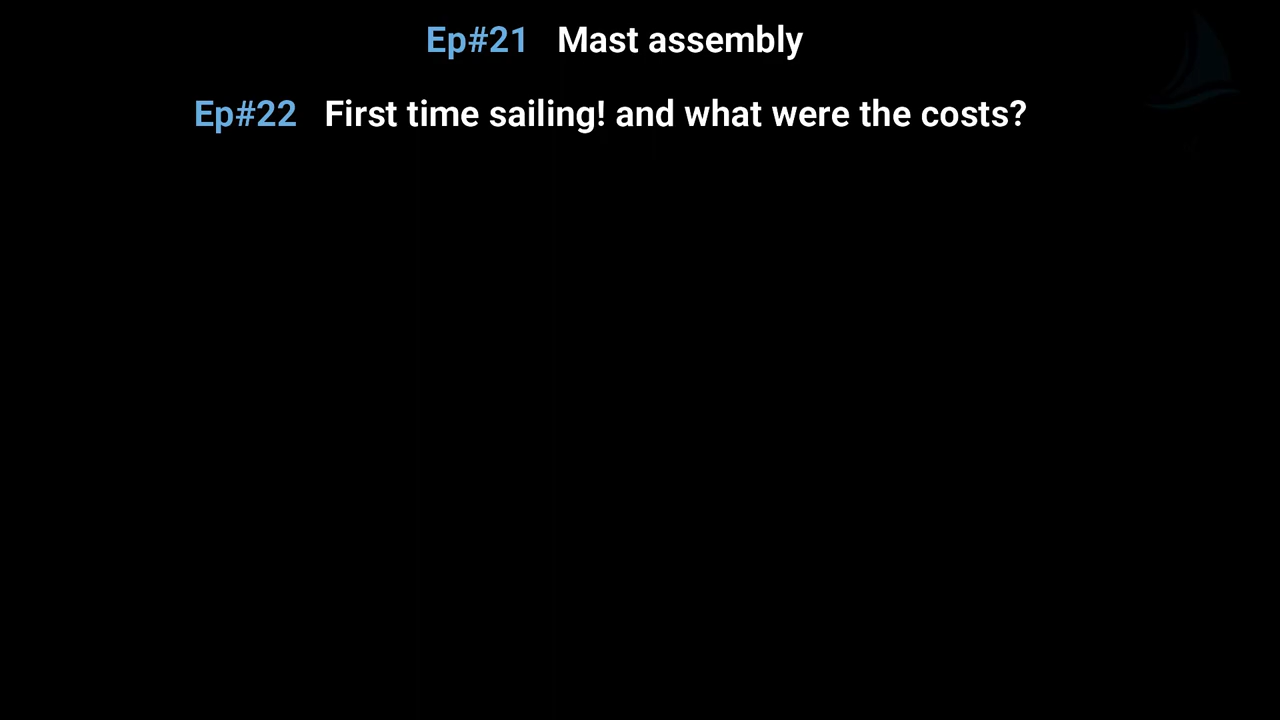 Ep#21 Mast assembly
Ep#22 First time sailing! and what were the costs?